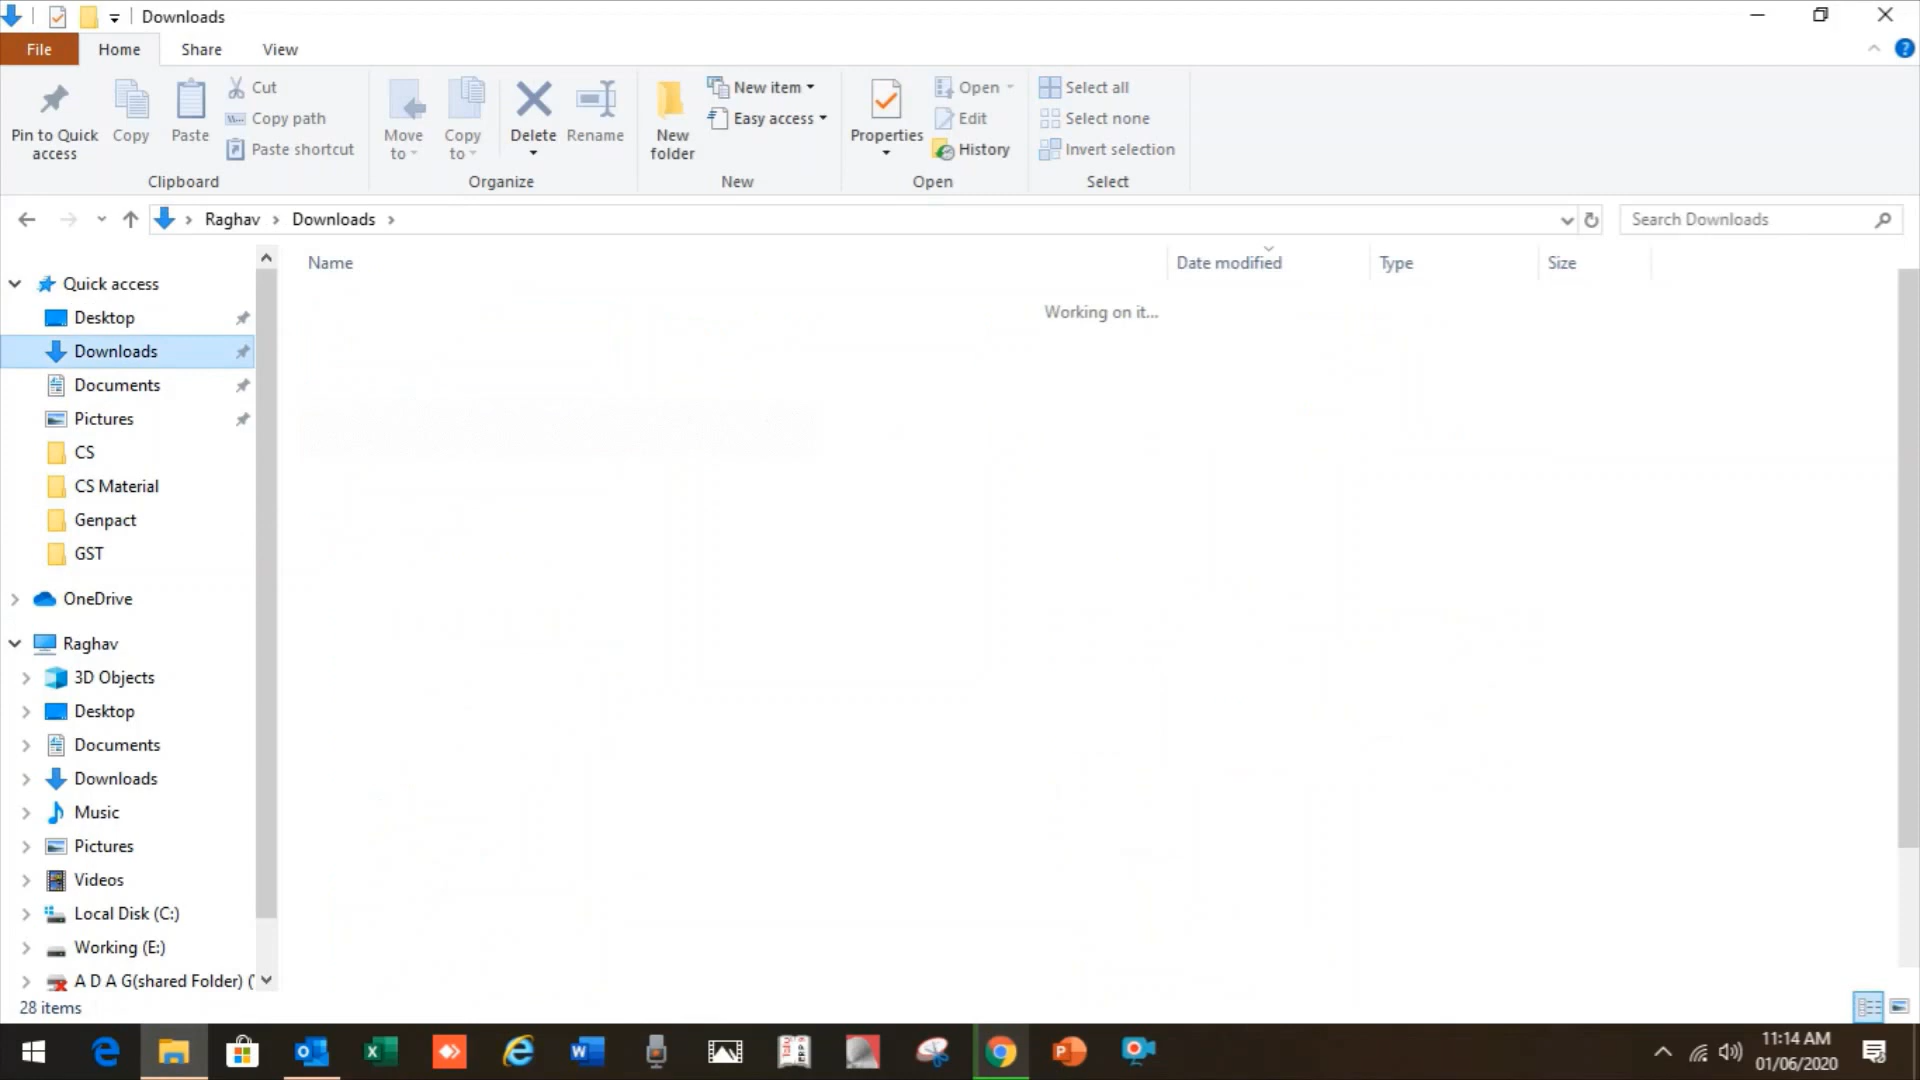 Downloads
File Home Share View
Pin to Quick access
Copy
Paste
Cut
Copy path
Paste shortcut
Clipboard
Move to
Copy to
Delete
Rename
Organize
New folder
New item
Easy access
New
Properties
Open
Edit
History
Open
Select all
Select none
Invert selection
Select
Raghav > Downloads >
Search Downloads
Name Date modified Type Size
Working on it...
Quick access
Desktop
Downloads
Documents
Pictures
CS
CS Material
Genpact
GST
OneDrive
Raghav
3D Objects
Desktop
Documents
Downloads
Music
Pictures
Videos
Local Disk (C:)
Working (E:)
A D A G(shared Folder) (
28 items
11:14 AM
01/06/2020